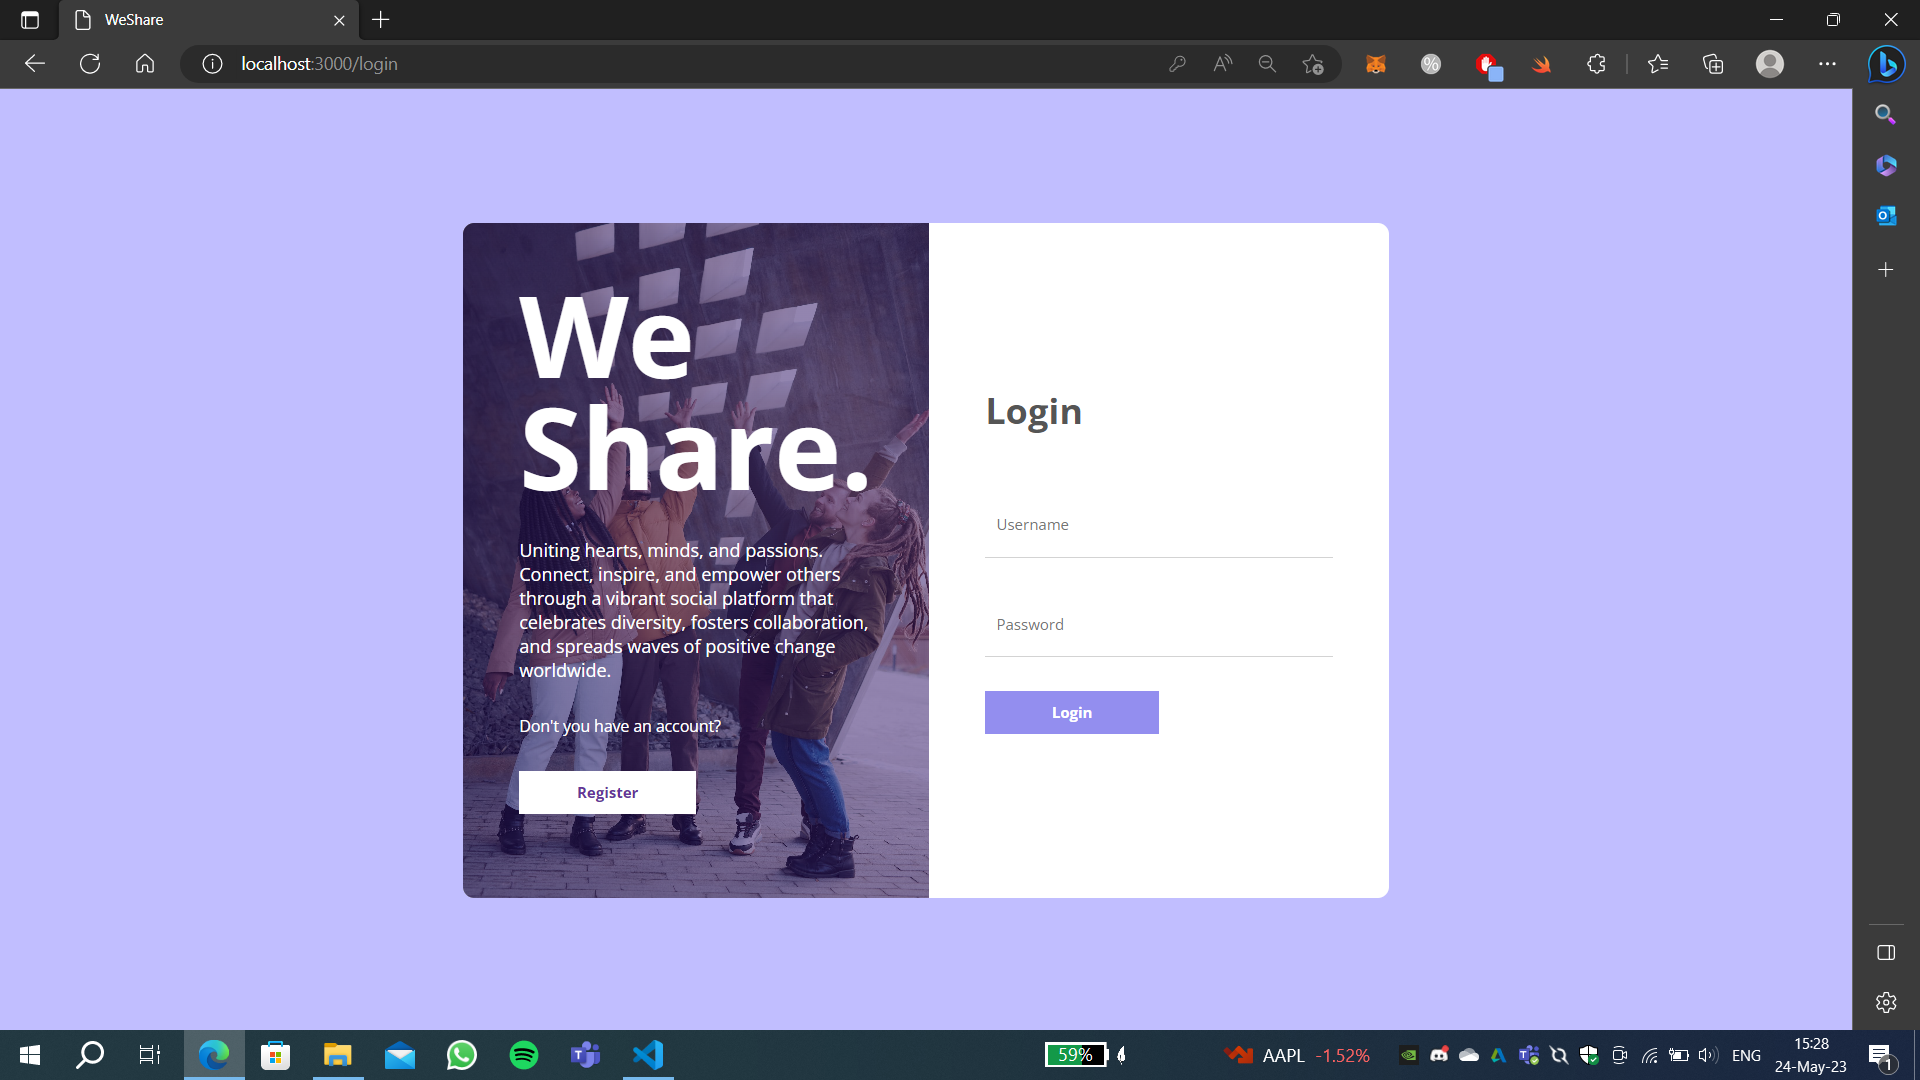 WeShare
localhost:3000/login
We
Share.
Uniting hearts, minds, and passions.
Connect, inspire, and empower others
through a vibrant social platform that
celebrates diversity, fosters collaboration,
and spreads waves of positive change
worldwide.
Don't you have an account?
Register
Login
Username
Password
Login
59%
AAPL -1.52%
ENG
15:28
24-May-23
1